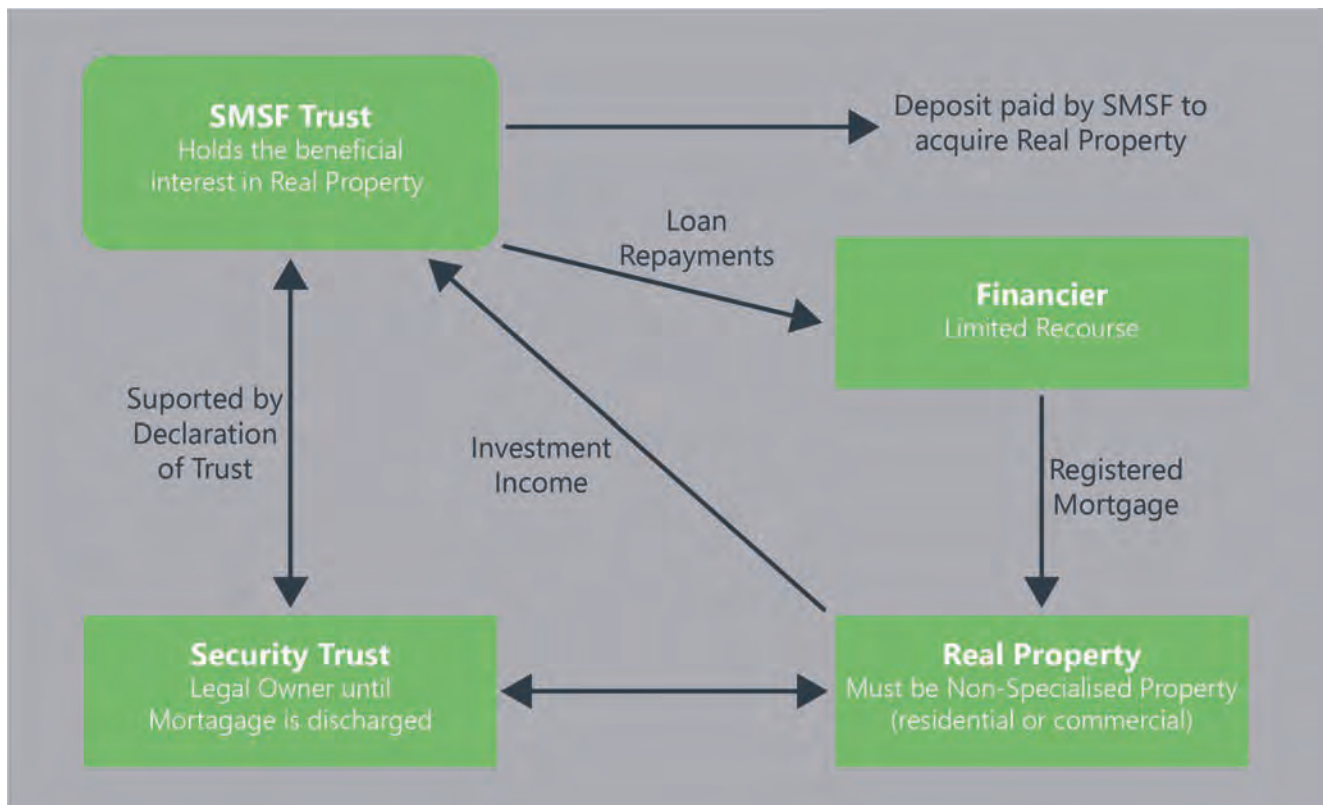 SMSF Trust
Holds the beneficial
interest in Real Property
Deposit paid by SMSF to
acquire Real Property
Loan
Repayments
Financier
Limited Recourse
Suported by
Declaration
of Trust
Investment
Income
Registered
Mortgage
Security Trust
Legal Owner until
Mortagage is discharged
Real Property
Must be Non-Specialised Property
(residential or commercial)